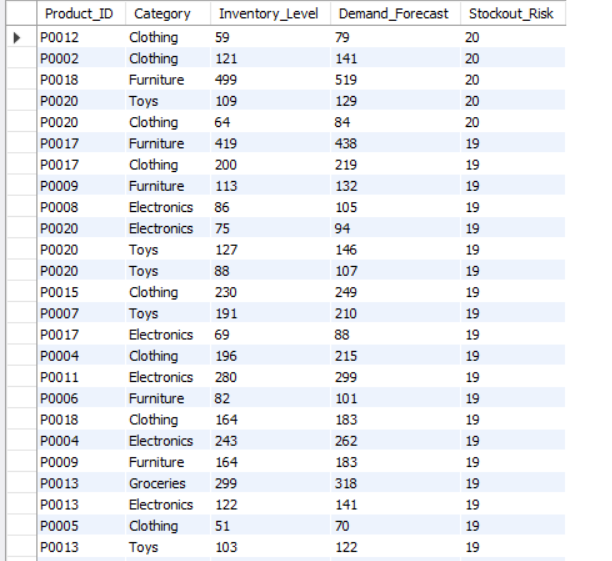 Product_ID Category Inventory_Level Demand_Forecast Stockout_Risk
P0012 Clothing 59 79 20
P0002 Clothing 121 141 20
P0018 Furniture 499 519 20
P0020 Toys 109 129 20
P0020 Clothing 64 84 20
P0017 Furniture 419 438 19
P0017 Clothing 200 219 19
P0009 Furniture 113 132 19
P0008 Electronics 86 105 19
P0020 Electronics 75 94 19
P0020 Toys 127 146 19
P0020 Toys 88 107 19
P0015 Clothing 230 249 19
P0007 Toys 191 210 19
P0017 Electronics 69 88 19
P0004 Clothing 196 215 19
P0011 Electronics 280 299 19
P0006 Furniture 82 101 19
P0018 Clothing 164 183 19
P0004 Electronics 243 262 19
P0009 Furniture 164 183 19
P0013 Groceries 299 318 19
P0013 Electronics 122 141 19
P0005 Clothing 51 70 19
P0013 Toys 103 122 19